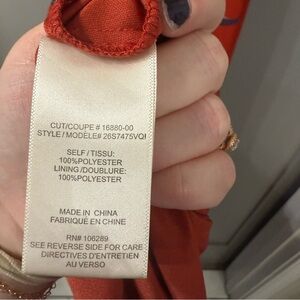 CUT/COUPE # 16880-00
STYLE / MODÈLE# 26S7475VQI
SELF / TISSU:
100%POLYESTER
LINING /DOUBLURE:
100%POLYESTER
MADE IN CHINA
FABRIQUÉ EN CHINE
RN# 106289
SEE REVERSE SIDE FOR CARE
DIRECTIVES D'ENTRETIEN
AU VERSO